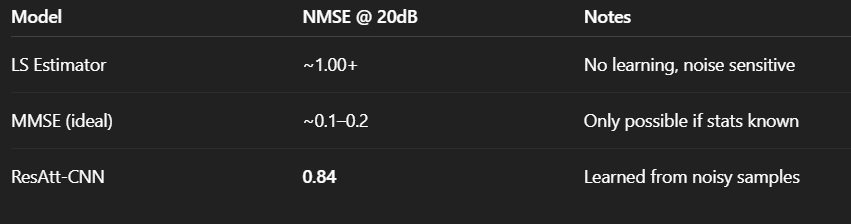 Model NMSE @ 20dB Notes
LS Estimator ~1.00+ No learning, noise sensitive
MMSE (ideal) ~0.1–0.2 Only possible if stats known
ResAtt-CNN 0.84 Learned from noisy samples